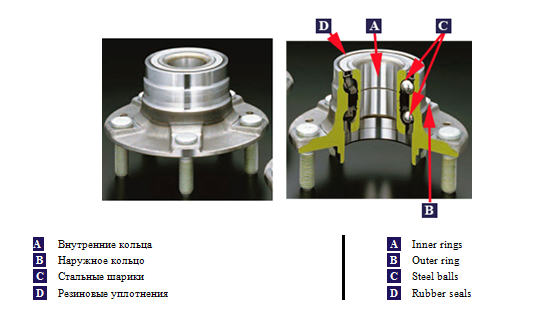 D A C
B
A Внутренние кольца
B Наружное кольцо
C Стальные шарики
D Резиновые уплотнения
A Inner rings
B Outer ring
C Steel balls
D Rubber seals